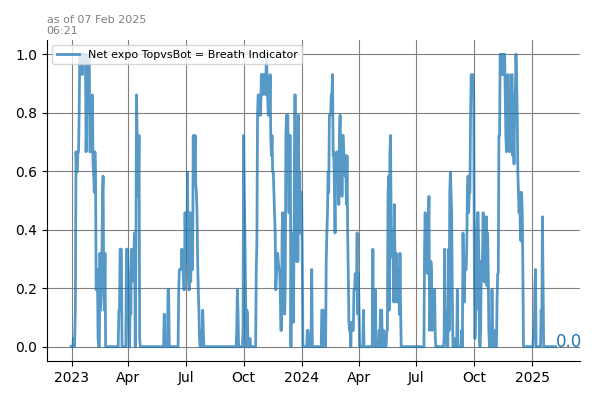 as of 07 Feb 2025
06:21
Net expo TopvsBot = Breath Indicator
1.0
0.8
0.6
0.4
0.2
0.0
0.0
2023
Apr
Jul
Oct
2024
Apr
Jul
Oct
2025